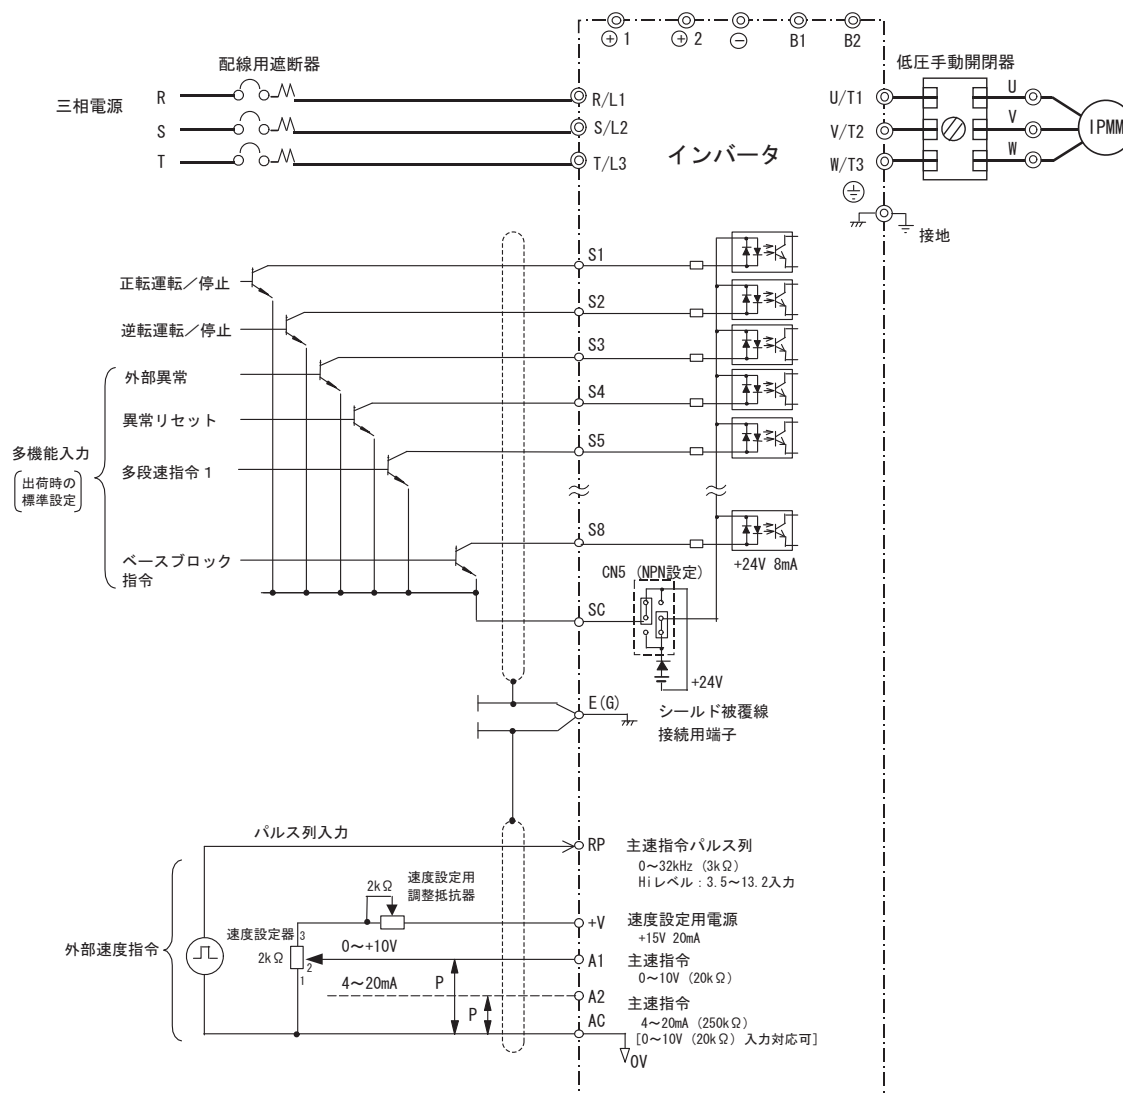 ⊕1
⊕2
⊖
B1
B2
配線用遮断器
低圧手動開閉器
三相電源
R
R/L1
S
S/L2
T
T/L3
インバータ
U/T1
V/T2
W/T3
U
V
W
IPMM
接地
正転運転／停止
S1
逆転運転／停止
S2
外部異常
S3
異常リセット
S4
多段速指令１
S5
多機能入力
出荷時の
標準設定
ベースブロック
指令
S8
+24V 8mA
CN5 (NPN設定)
SC
+24V
E(G)
シールド被覆線
接続用端子
パルス列入力
RP
主速指令パルス列
0～32kHz (3kΩ)
Hiレベル：3.5～13.2入力
速度設定用
調整抵抗器
2kΩ
+V
速度設定用電源
+15V 20mA
外部速度指令
速度設定器
3
2kΩ
2
1
0～+10V
A1
主速指令
0～10V (20kΩ)
4～20mA
P
P
A2
主速指令
4～20mA (250kΩ)
[0～10V (20kΩ) 入力対応可]
AC
0V